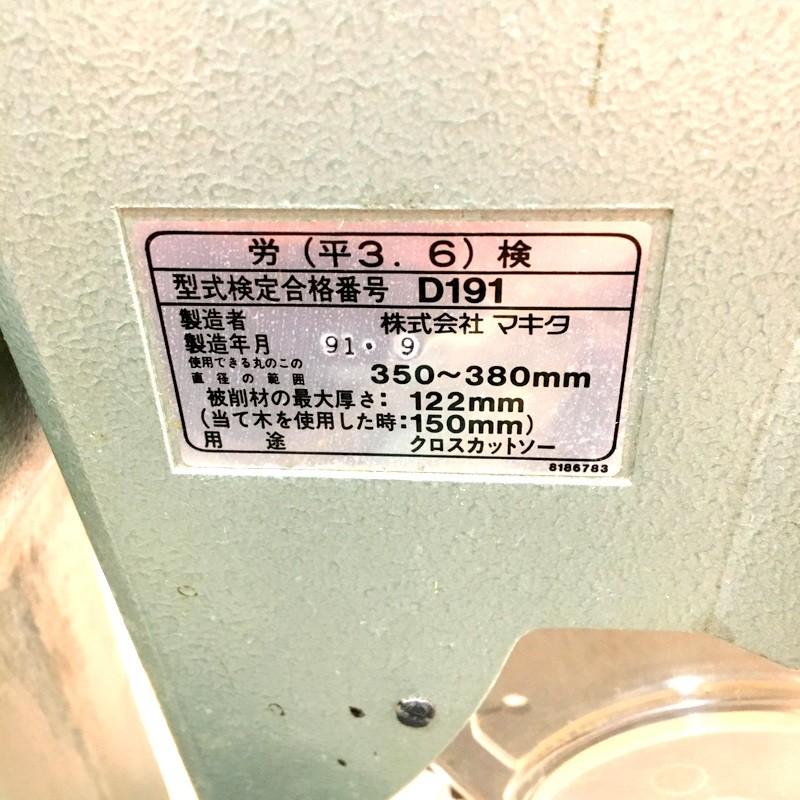 労（平3．6）検
型式検定合格番号 D191
製造者 株式会社 マキタ
製造年月 91・9
使用できる丸のこの
直径の範囲 350〜380mm
被削材の最大厚さ：122mm
（当て木を使用した時：150mm）
用途 クロスカットソー
8186783